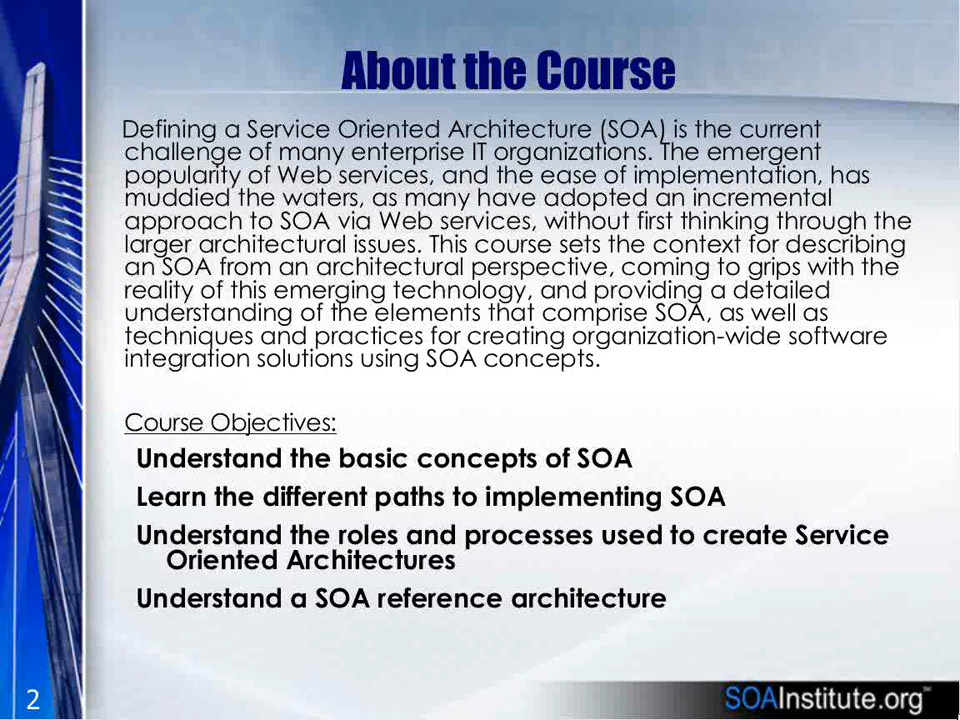 About the Course
Defining a Service Oriented Architecture (SOA) is the current
challenge of many enterprise IT organizations. The emergent
popularity of Web services, and the ease of implementation, has
muddied the waters, as many have adopted an incremental
approach to SOA via Web services, without first thinking through the
larger architectural issues. This course sets the context for describing
an SOA from an architectural perspective, coming to grips with the
reality of this emerging technology, and providing a detailed
understanding of the elements that comprise SOA, as well as
techniques and practices for creating organization-wide software
integration solutions using SOA concepts.
Course Objectives:
Understand the basic concepts of SOA
Learn the different paths to implementing SOA
Understand the roles and processes used to create Service
Oriented Architectures
Understand a SOA reference architecture
2
SOAInstitute.org℠